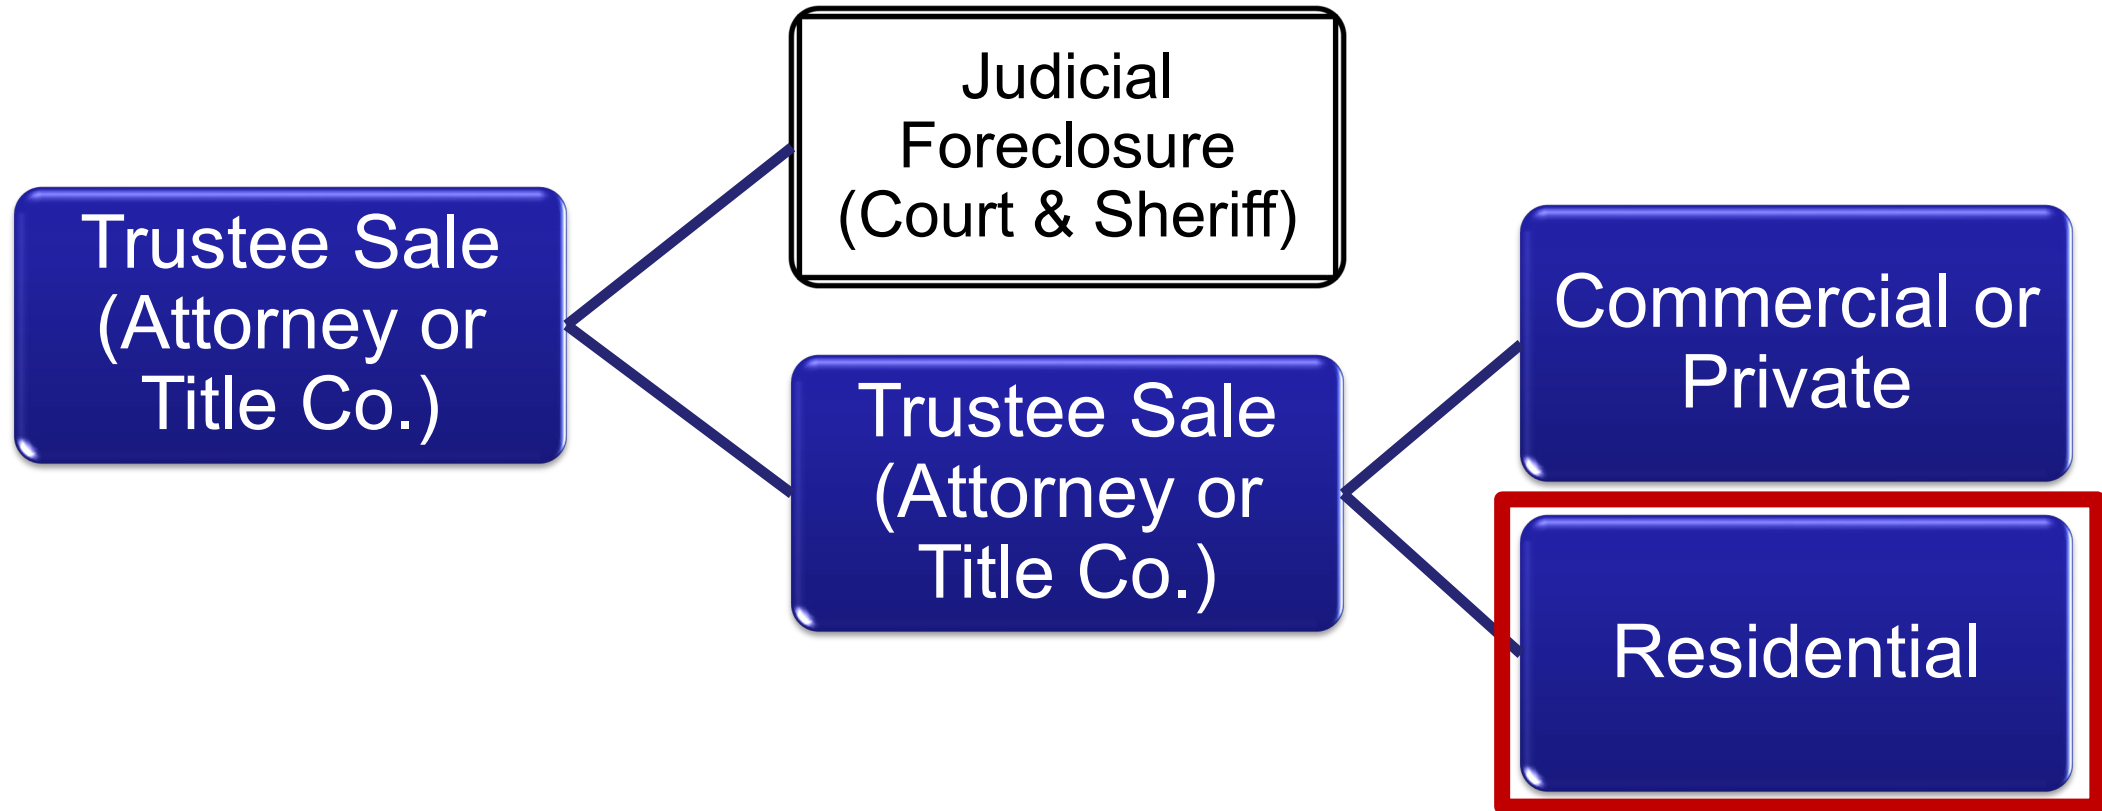 Trustee Sale
(Attorney or
Title Co.)
Judicial
Foreclosure
(Court & Sheriff)
Trustee Sale
(Attorney or
Title Co.)
Commercial or
Private
Residential